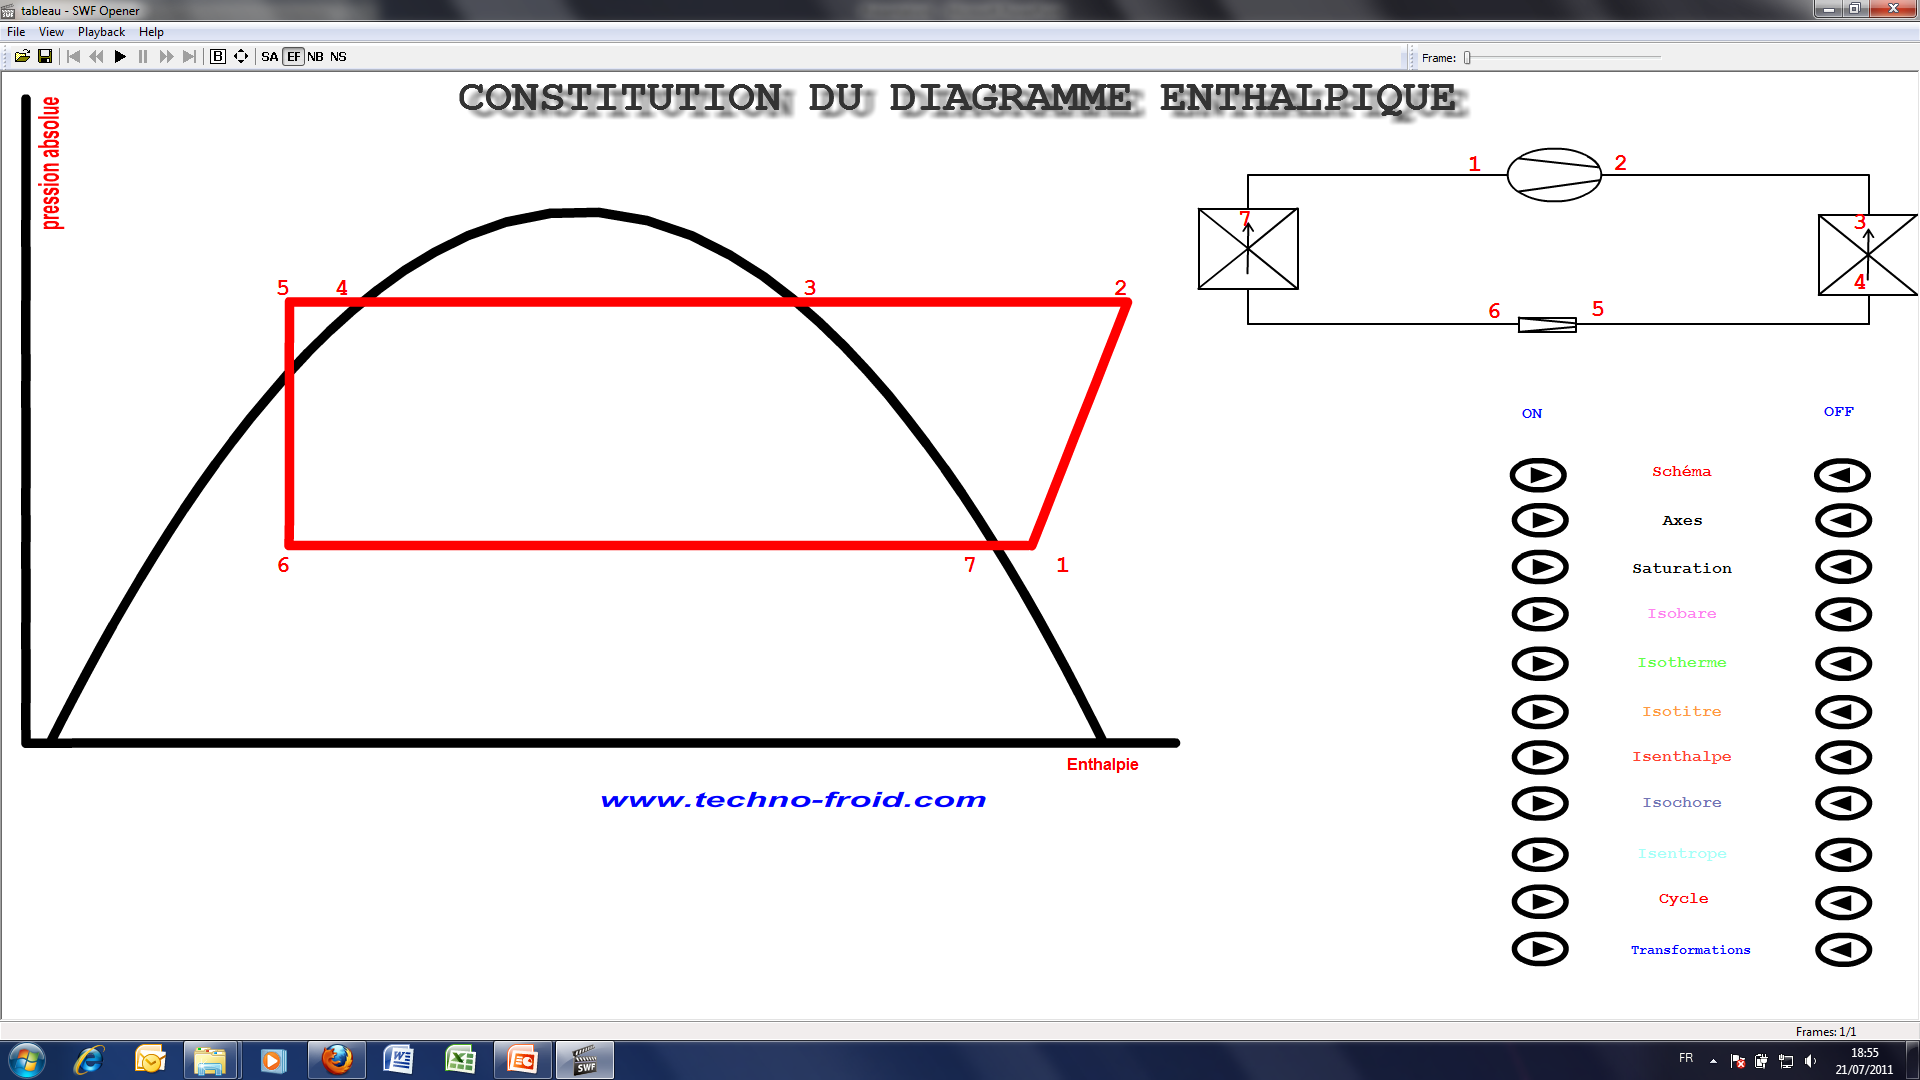 tableau - SWF Opener
File View Playback Help
B SA EF NB NS Frame:
CONSTITUTION DU DIAGRAMME ENTHALPIQUE
pression absolue
5 4 3 2
6 7 1
Enthalpie
www.techno-froid.com
1 2
7 3
4
6 5
ON OFF
Schéma
Axes
Saturation
Isobare
Isotherme
Isotitre
Isenthalpe
Isochore
Isentrope
Cycle
Transformations
Frames: 1/1
SWF
FR 18:55
21/07/2011